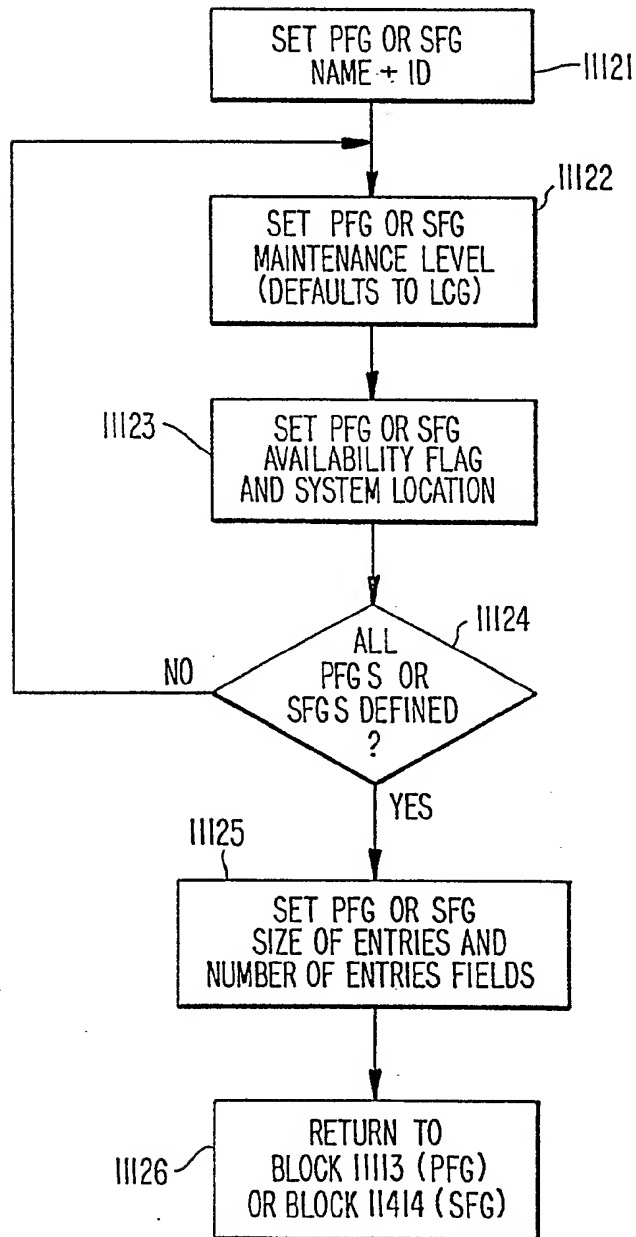 SET PFG OR SFG
NAME + ID
11121
11122
SET PFG OR SFG
MAINTENANCE LEVEL
(DEFAULTS TO LCG)
11123
SET PFG OR SFG
AVAILABILITY FLAG
AND SYSTEM LOCATION
11124
ALL
PFGS OR
SFGS DEFINED
?
NO
YES
11125
SET PFG OR SFG
SIZE OF ENTRIES AND
NUMBER OF ENTRIES FIELDS
11126
RETURN TO
BLOCK 11113 (PFG)
OR BLOCK 11414 (SFG)